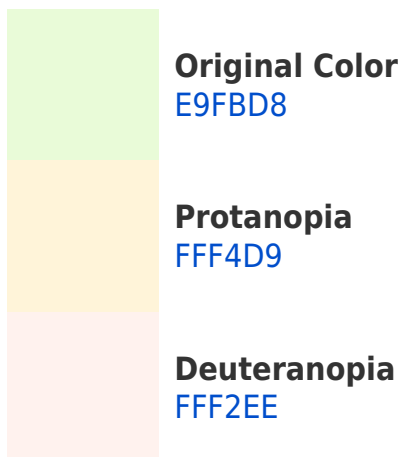 Original Color
E9FBD8
Protanopia
FFF4D9
Deuteranopia
FFF2EE